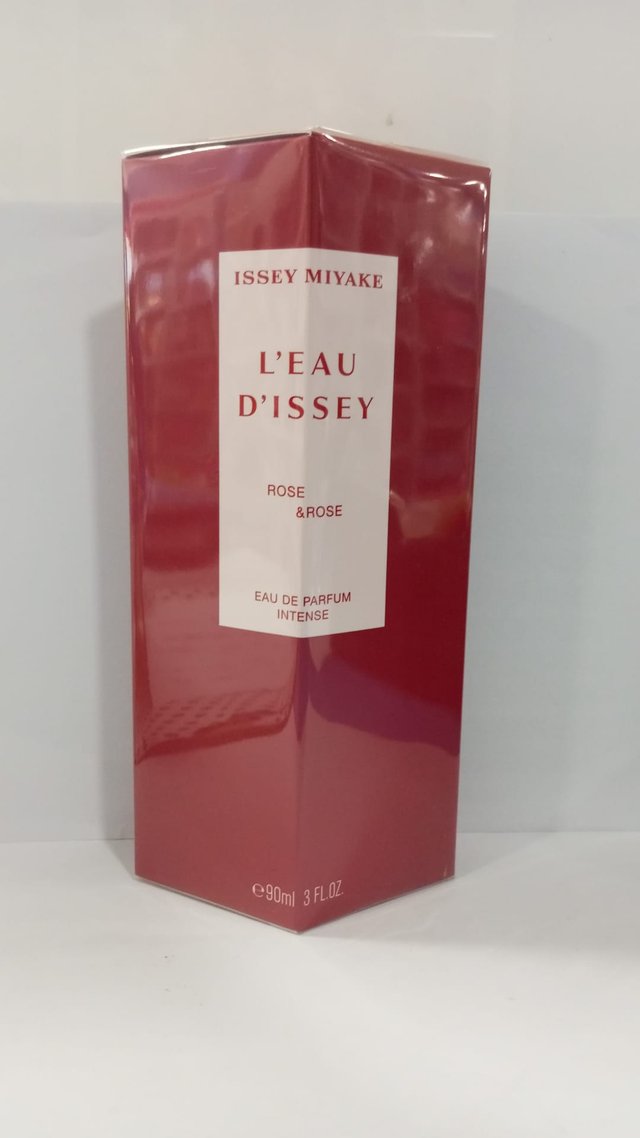 ISSEY MIYAKE
L'EAU
D'ISSEY
ROSE
&ROSE
EAU DE PARFUM
INTENSE
℮90ml 3 FL.OZ.